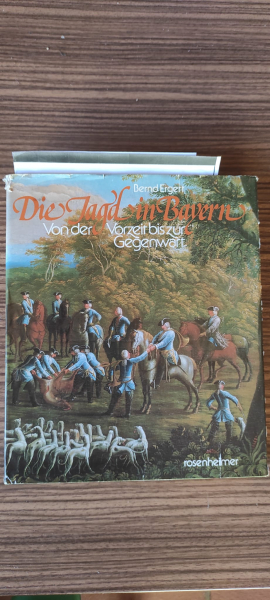 Bernd Ergert
Die Jagd in Bayern
Von der Vorzeit bis zur
Gegenwart
rosenheimer